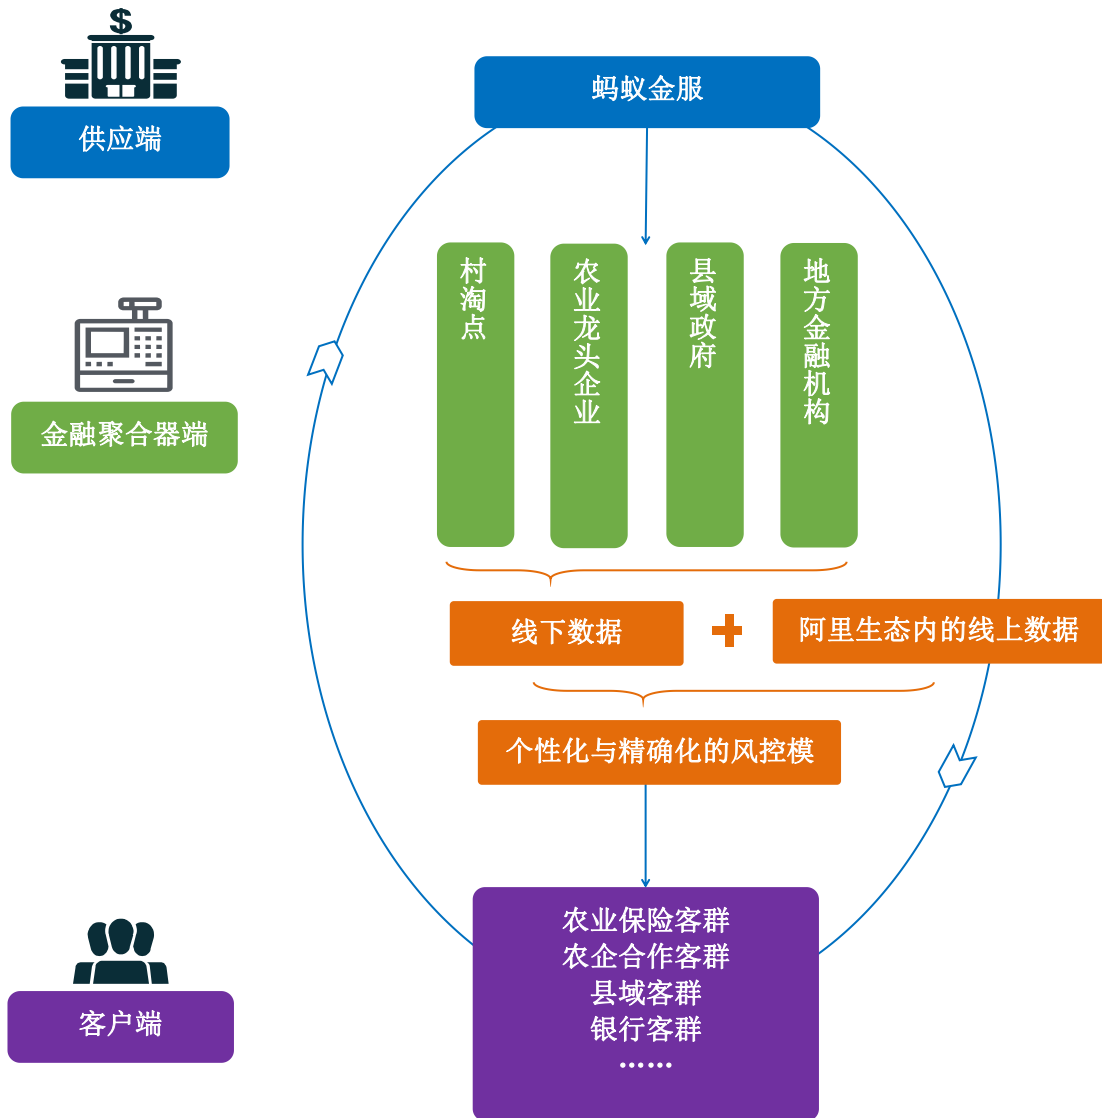 $
供应端
蚂蚁金服
村淘点
农业龙头企业
县域政府
地方金融机构
金融聚合器端
线下数据
阿里生态内的线上数据
个性化与精确化的风控模
农业保险客群
农企合作客群
县域客群
银行客群
……
客户端